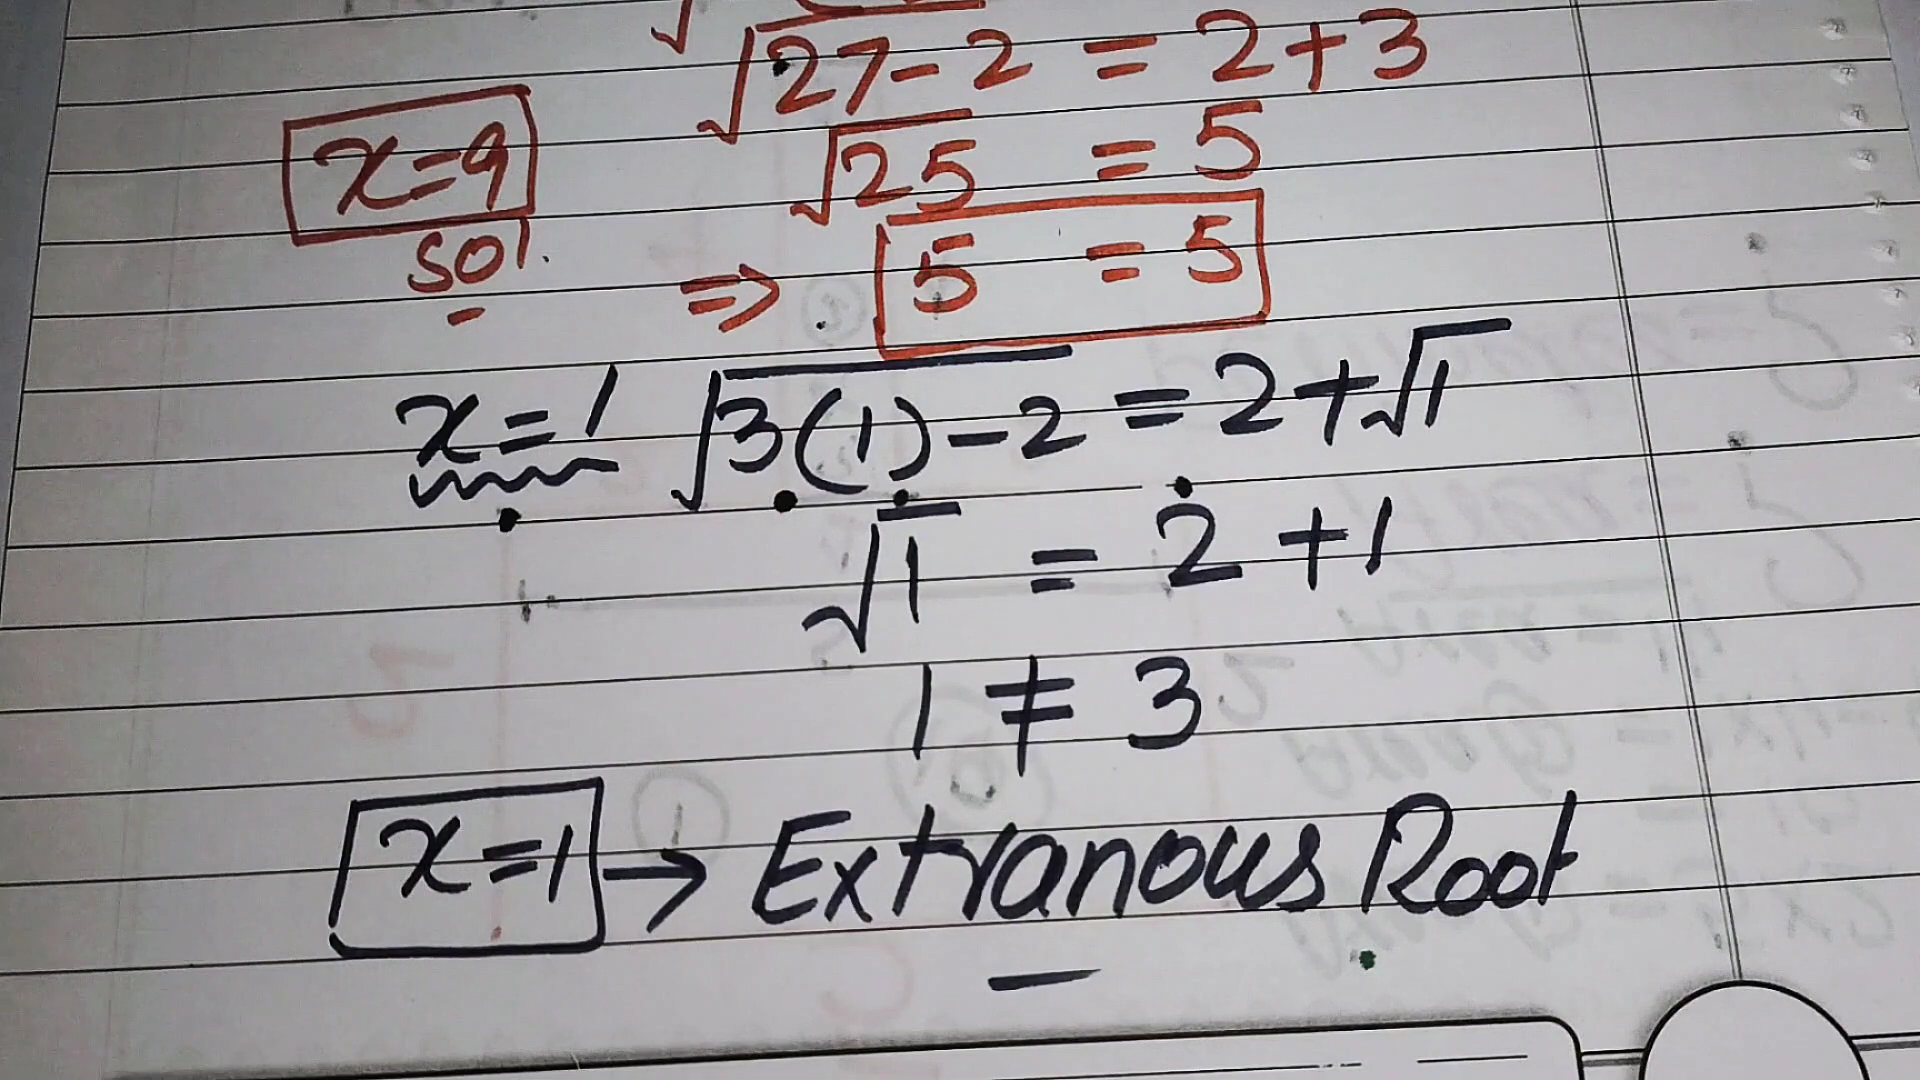 √27-2 = 2+3
x=9
√25 = 5
sol.
⇒ 5 = 5
x=1 √3(1)-2 = 2+√1
√1 = 2+1
1 ≠ 3
x=1 → Extranous Root